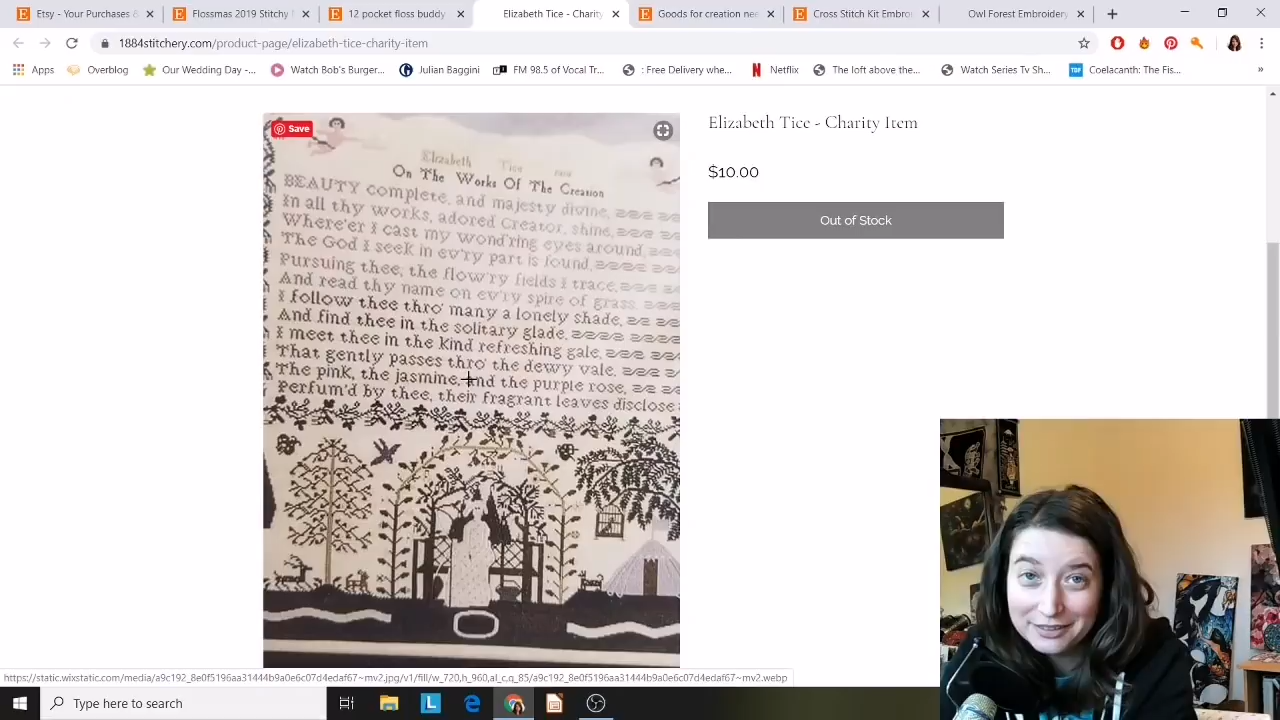 Etsy - Your Purchases &
Flossmas 2019 Stitchy
12 pocket floss buddy
Elizabeth Tice - Charity
Goods for creation nee
Cross Stitch Kit Embroi
Owl Forest Embroidery
1884stitchery.com/product-page/elizabeth-tice-charity-item
Apps
Overblog
Our Wedding Day -...
Watch Bob's Burger...
Julian Baggini
FM 98.5 of Vocal Tr...
: Free Delivery whe...
Netflix
The loft above the...
Watch Series Tv Sh...
TDF
Coelacanth: The Fis...
»
Save
Elizabeth Tice - Charity Item
$10.00
Out of Stock
Elizabeth Tice
On The Works Of The Creation
BEAUTY complete, and majesty divine,
In all thy works, adored Creator, shine,
Where'er I cast my wond'ring eyes around,
The God I seek in ev'ry part is found,
Pursuing thee, the flow'ry fields I trace,
And read thy name on ev'ry spire of grass.
I follow thee thro' many a lonely shade,
And find thee in the solitary glade,
I meet thee in the kind refreshing gale,
That gently passes thro' the dewy vale.
The pink, the jasmine, and the purple rose,
Perfum'd by thee, their fragrant leaves disclose
https://static.wixstatic.com/media/a9c192_8e0f5196aa31444b9a0e6c07d4edaf67~mv2.jpg/v1/fill/w_720,h_960,al_c,q_85/a9c192_8e0f5196aa31444b9a0e6c07d4edaf67~mv2.webp
Type here to search
L